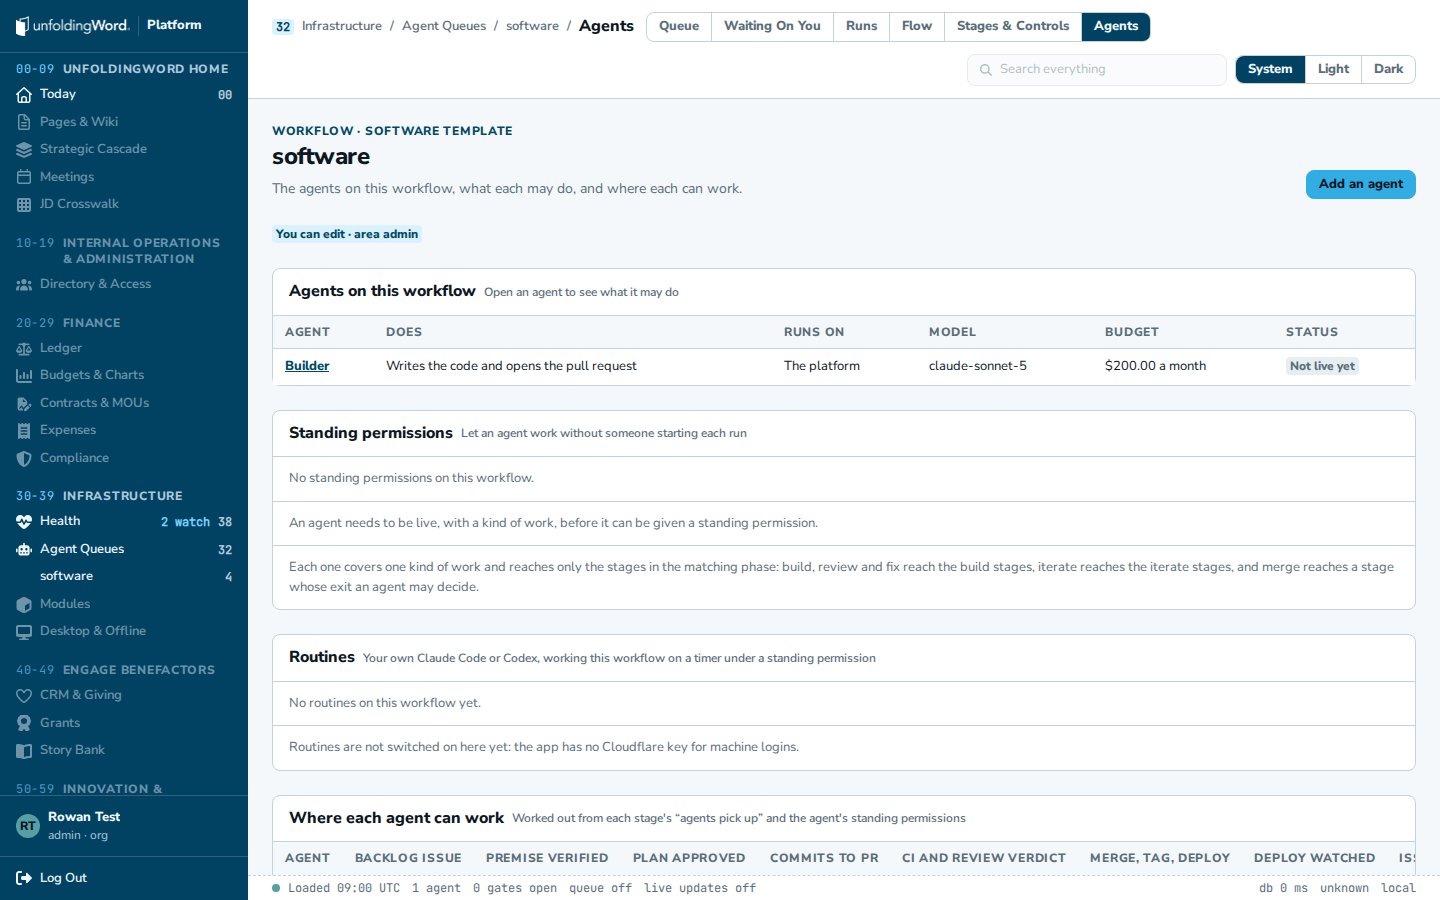 unfoldingWord Platform
00-09 UNFOLDINGWORD HOME
Today 00
Pages & Wiki
Strategic Cascade
Meetings
JD Crosswalk
10-19 INTERNAL OPERATIONS
& ADMINISTRATION
Directory & Access
20-29 FINANCE
Ledger
Budgets & Charts
Contracts & MOUs
Expenses
Compliance
30-39 INFRASTRUCTURE
Health 2 watch 38
Agent Queues 32
software 4
Modules
Desktop & Offline
40-49 ENGAGE BENEFACTORS
CRM & Giving
Grants
Story Bank
50-59 INNOVATION &
RT Rowan Test
admin · org
Log Out
32 Infrastructure / Agent Queues / software / Agents
Queue Waiting On You Runs Flow Stages & Controls Agents
Search everything
System Light Dark
WORKFLOW · SOFTWARE TEMPLATE
software
The agents on this workflow, what each may do, and where each can work.
Add an agent
You can edit · area admin
Agents on this workflow Open an agent to see what it may do
AGENT DOES RUNS ON MODEL BUDGET STATUS
Builder Writes the code and opens the pull request The platform claude-sonnet-5 $200.00 a month Not live yet
Standing permissions Let an agent work without someone starting each run
No standing permissions on this workflow.
An agent needs to be live, with a kind of work, before it can be given a standing permission.
Each one covers one kind of work and reaches only the stages in the matching phase: build, review and fix reach the build stages, iterate reaches the iterate stages, and merge reaches a stage
whose exit an agent may decide.
Routines Your own Claude Code or Codex, working this workflow on a timer under a standing permission
No routines on this workflow yet.
Routines are not switched on here yet: the app has no Cloudflare key for machine logins.
Where each agent can work Worked out from each stage's “agents pick up” and the agent's standing permissions
AGENT BACKLOG ISSUE PREMISE VERIFIED PLAN APPROVED COMMITS TO PR CI AND REVIEW VERDICT MERGE, TAG, DEPLOY DEPLOY WATCHED
Loaded 09:00 UTC 1 agent 0 gates open queue off live updates off
db 0 ms unknown local